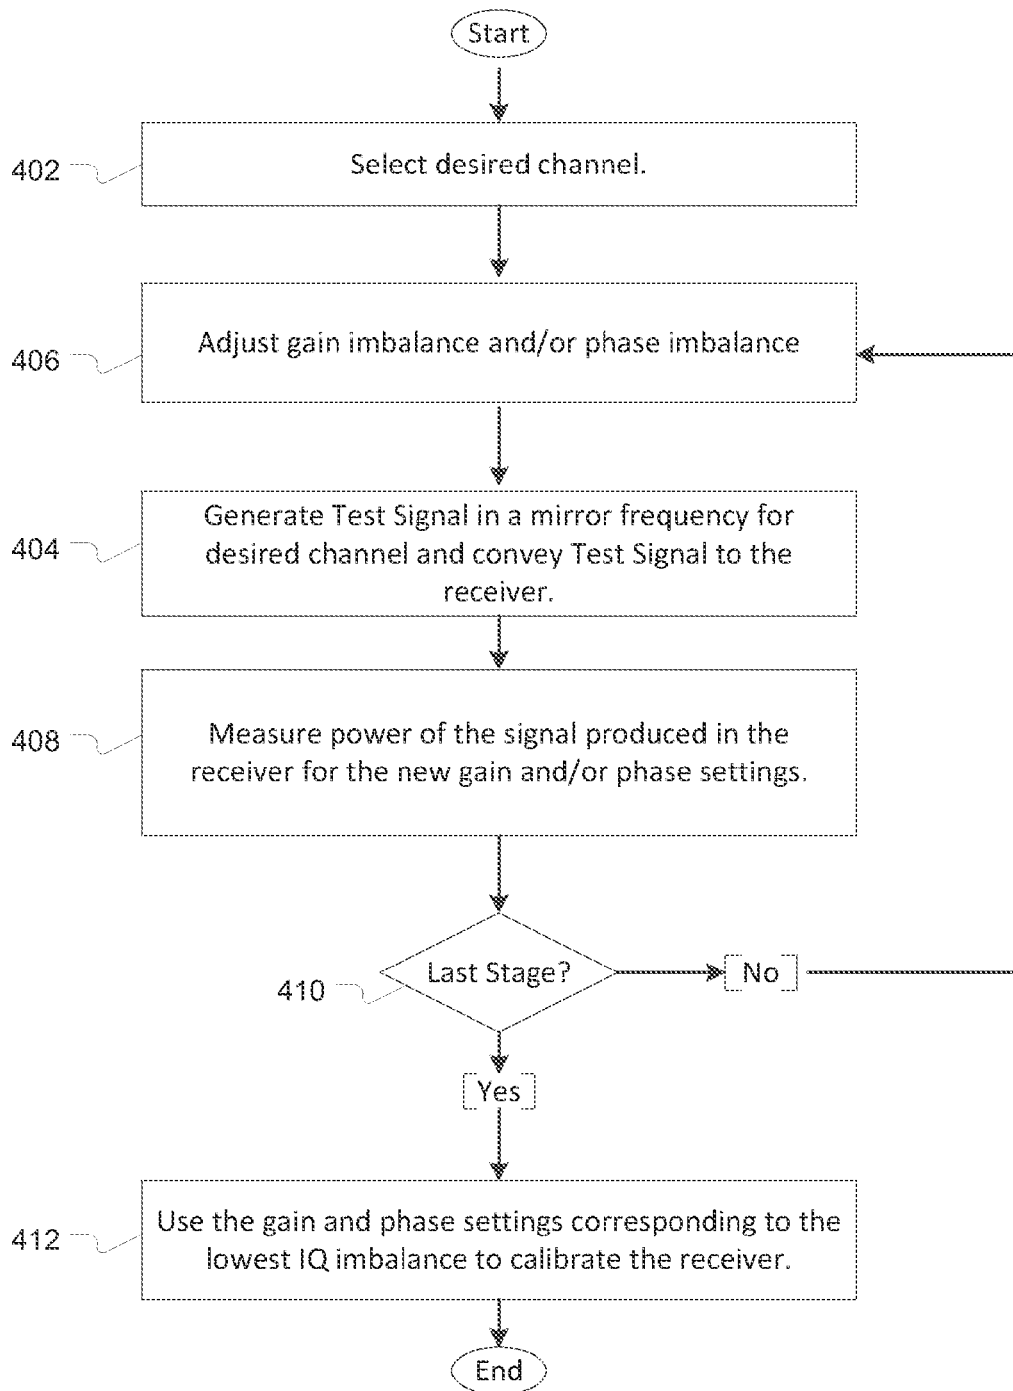 Start
402
Select desired channel.
406
Adjust gain imbalance and/or phase imbalance
404
Generate Test Signal in a mirror frequency for
desired channel and convey Test Signal to the
receiver.
408
Measure power of the signal produced in the
receiver for the new gain and/or phase settings.
410
Last Stage?
No
Yes
412
Use the gain and phase settings corresponding to the
lowest IQ imbalance to calibrate the receiver.
End